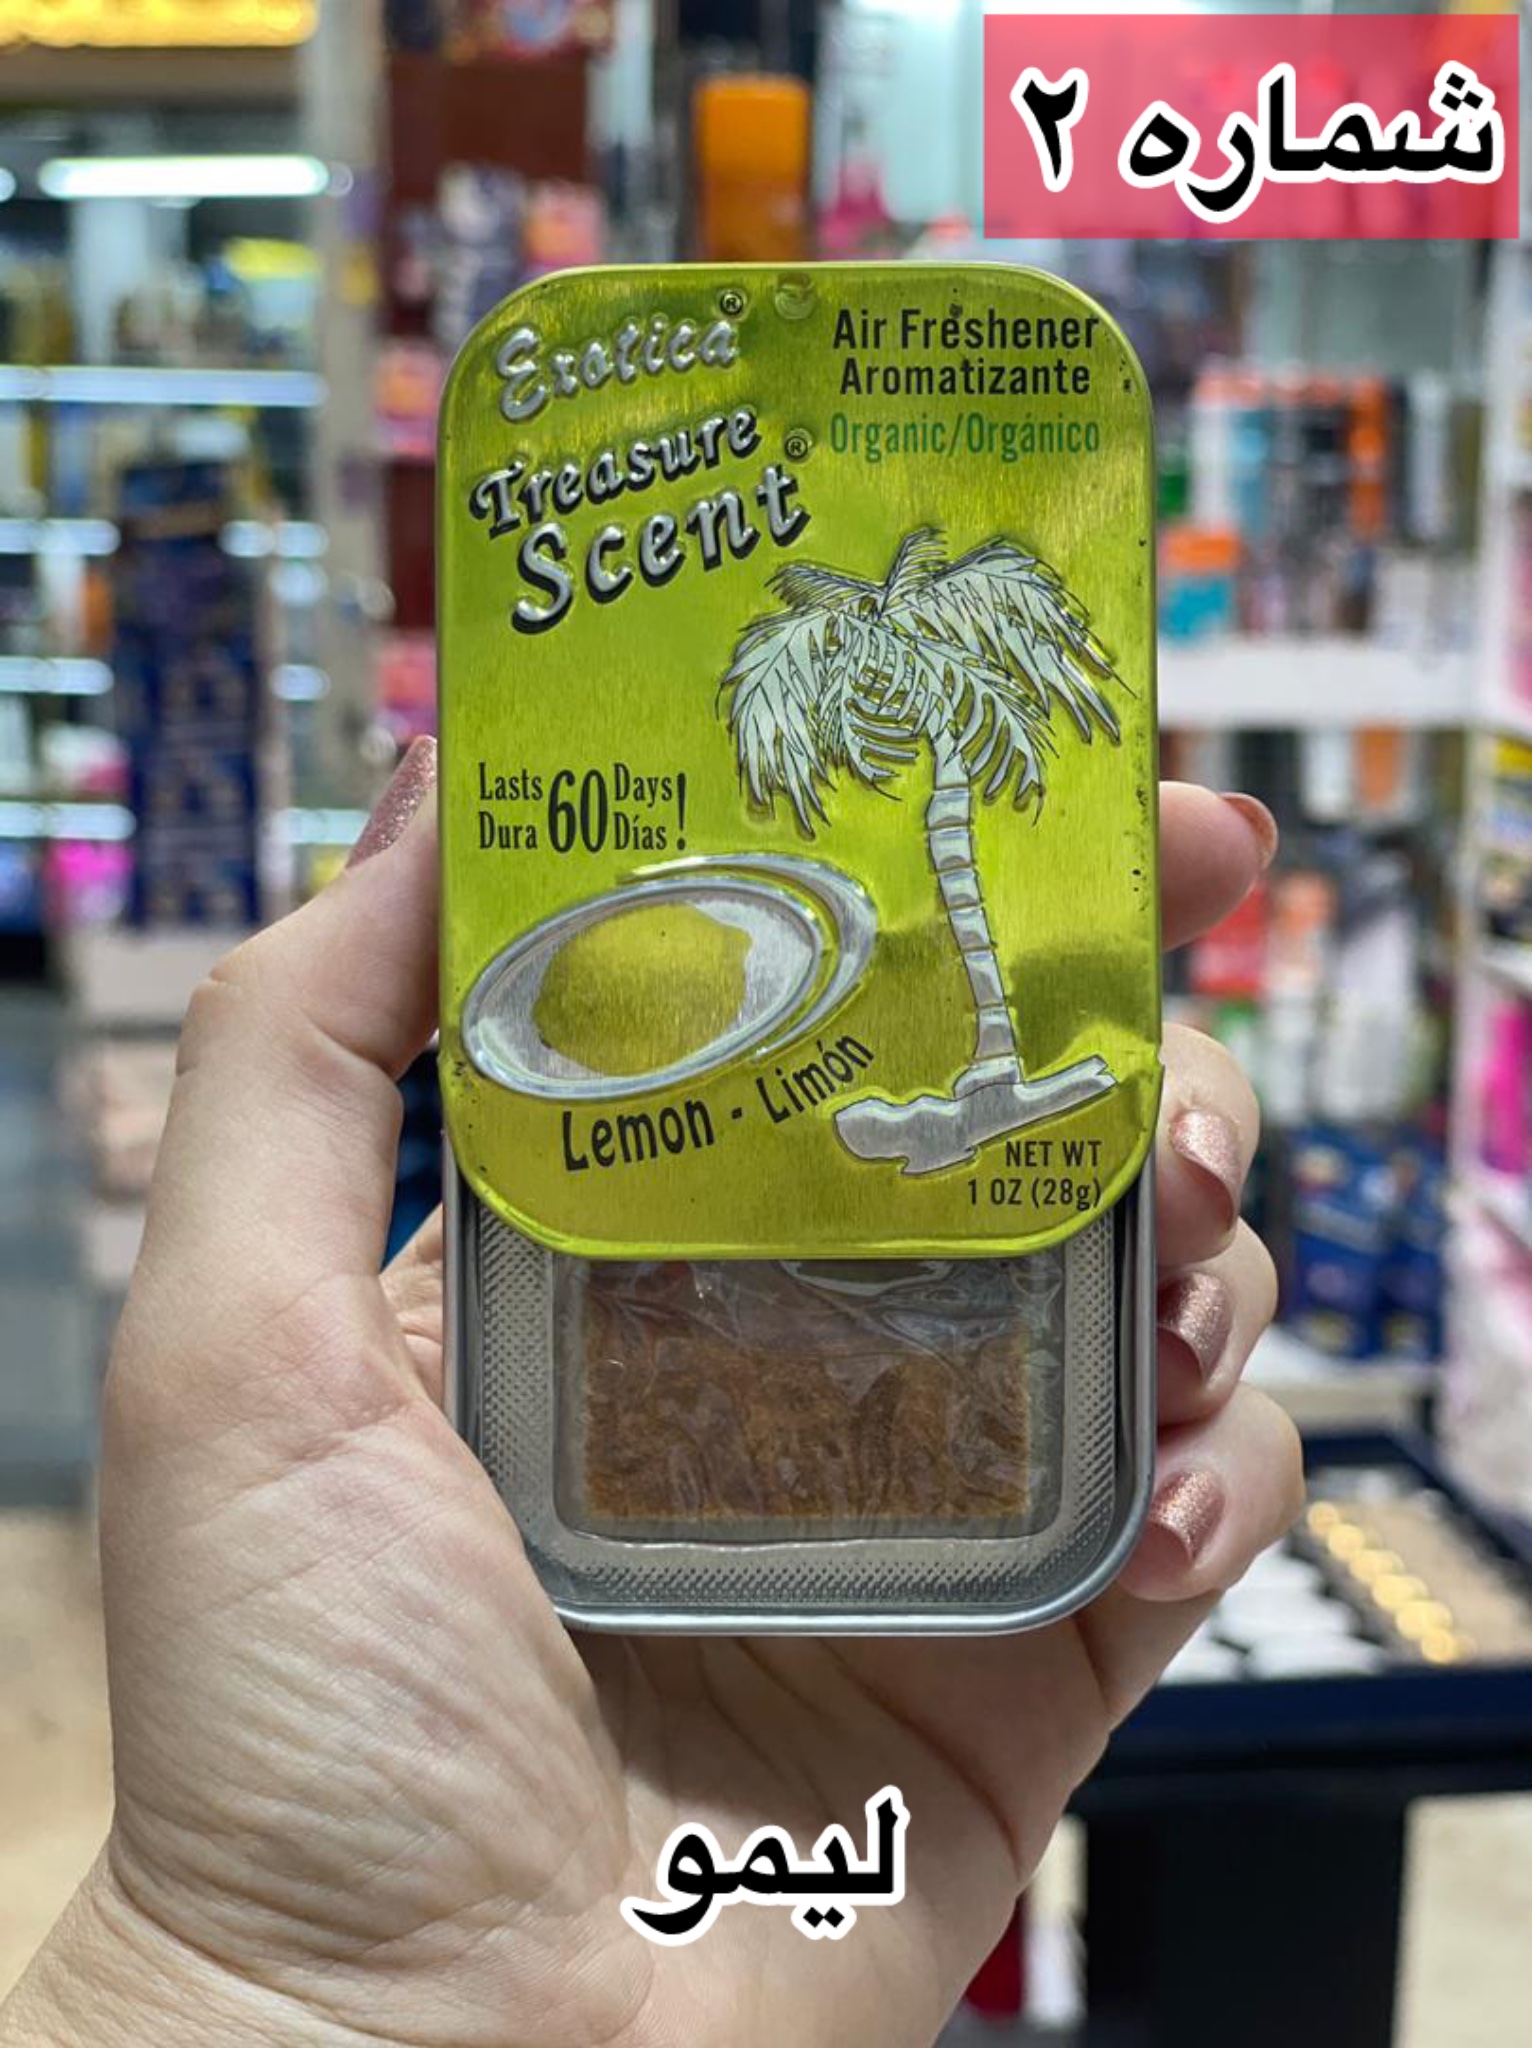 شماره ۲
Exotica®
Treasure
Scent®
Air Freshener
Aromatizante
Organic/Orgánico
Lasts 60 Days!
Dura 60 Días!
Lemon - Limón
NET WT
1 OZ (28g)
ليمو